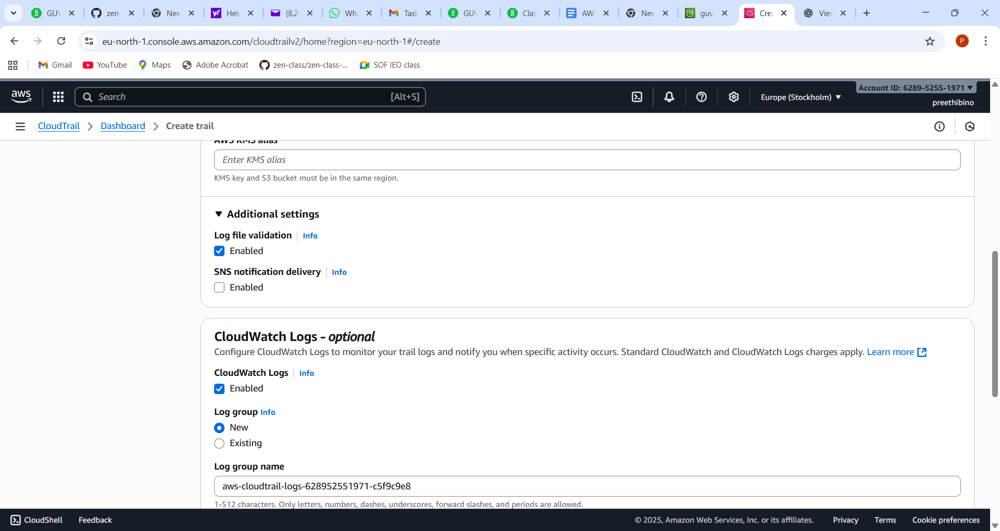 GUV
zen-
New
Help
(8,2
Wha
Task
GUV
Clas
AWS
New
guv
Crea
View
eu-north-1.console.aws.amazon.com/cloudtrailv2/home?region=eu-north-1#/create
P
Gmail
YouTube
Maps
Adobe Acrobat
zen-class/zen-class-...
SOF IEO class
aws
Search
[Alt+S]
Europe (Stockholm)
Account ID: 6289-5255-1971
preethibino
CloudTrail
Dashboard
Create trail
AWS KMS alias
Enter KMS alias
KMS key and S3 bucket must be in the same region.
Additional settings
Log file validation Info
Enabled
SNS notification delivery Info
Enabled
CloudWatch Logs - optional
Configure CloudWatch Logs to monitor your trail logs and notify you when specific activity occurs. Standard CloudWatch and CloudWatch Logs charges apply. Learn more
CloudWatch Logs Info
Enabled
Log group Info
New
Existing
Log group name
aws-cloudtrail-logs-628952551971-c5f9c9e8
1-512 characters. Only letters, numbers, dashes, underscores, forward slashes, and periods are allowed.
CloudShell
Feedback
© 2025, Amazon Web Services, Inc. or its affiliates.
Privacy
Terms
Cookie preferences